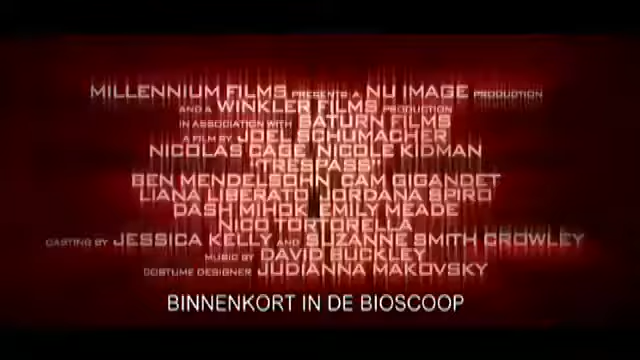 MILLENNIUM FILMS PRESENTS A NU IMAGE PRODUCTION
AND A WINKLER FILMS PRODUCTION
IN ASSOCIATION WITH SATURN FILMS
A FILM BY JOEL SCHUMACHER
NICOLAS CAGE NICOLE KIDMAN
"TRESPASS"
BEN MENDELSOHN CAM GIGANDET
LIANA LIBERATO JORDANA SPIRO
DASH MIHOK EMILY MEADE
NICO TORTORELLA
CASTING BY JESSICA KELLY AND SUZANNE SMITH CROWLEY
MUSIC BY DAVID BUCKLEY
COSTUME DESIGNER JUDIANNA MAKOVSKY
BINNENKORT IN DE BIOSCOOP